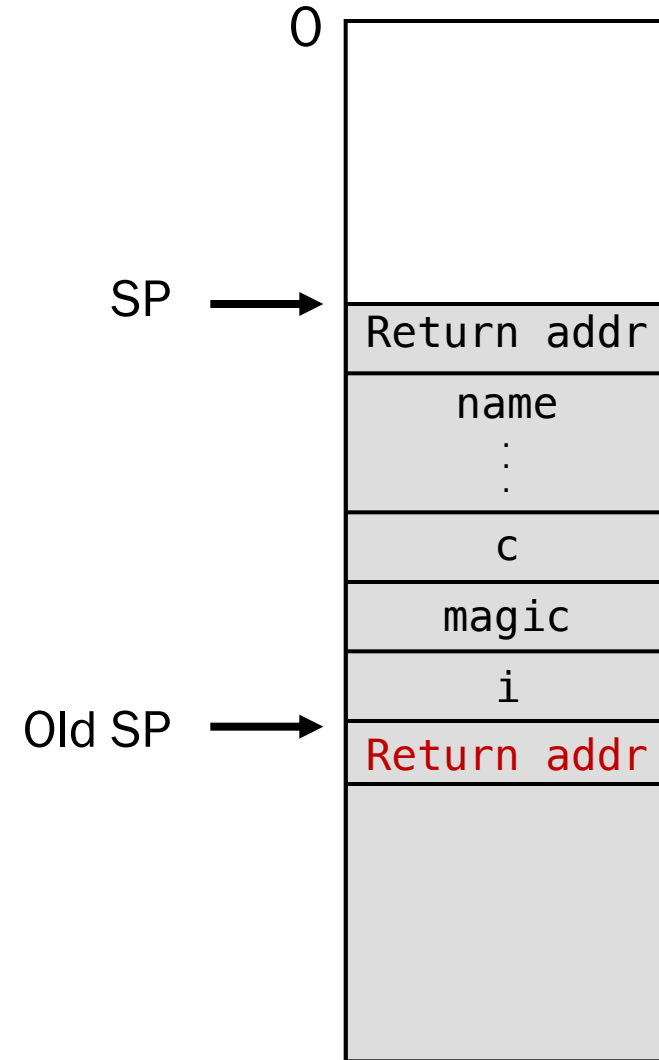 0
SP
Return addr
name
.
.
.
c
magic
i
Old SP
Return addr